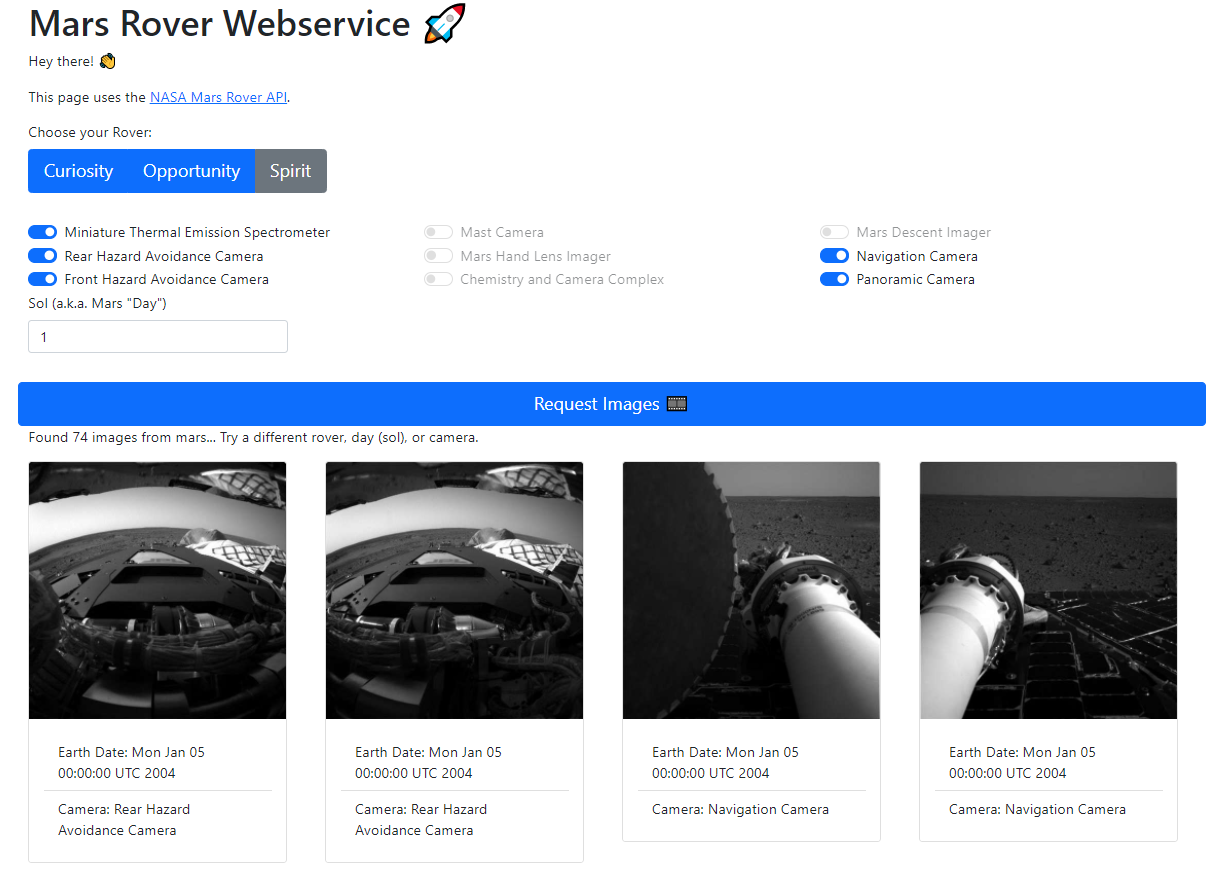 Mars Rover Webservice 🚀
Hey there! 👋
This page uses the NASA Mars Rover API.
Choose your Rover:
Curiosity Opportunity Spirit
Miniature Thermal Emission Spectrometer Mast Camera Mars Descent Imager
Rear Hazard Avoidance Camera Mars Hand Lens Imager Navigation Camera
Front Hazard Avoidance Camera Chemistry and Camera Complex Panoramic Camera
Sol (a.k.a. Mars "Day")
1
Request Images 🎞️
Found 74 images from mars... Try a different rover, day (sol), or camera.
Earth Date: Mon Jan 05
00:00:00 UTC 2004
Camera: Rear Hazard
Avoidance Camera
Earth Date: Mon Jan 05
00:00:00 UTC 2004
Camera: Rear Hazard
Avoidance Camera
Earth Date: Mon Jan 05
00:00:00 UTC 2004
Camera: Navigation Camera
Earth Date: Mon Jan 05
00:00:00 UTC 2004
Camera: Navigation Camera